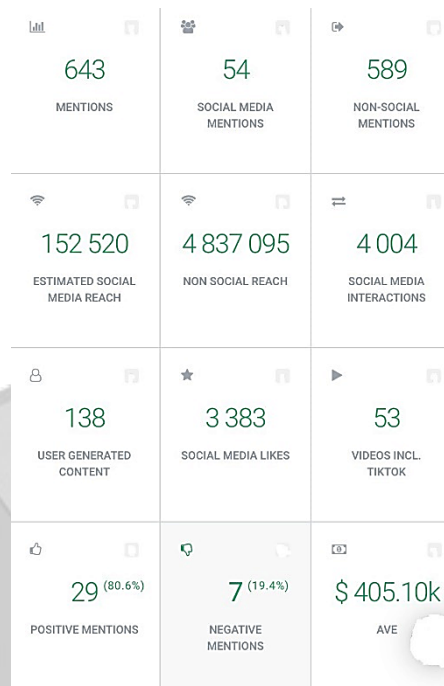 643
MENTIONS
54
SOCIAL MEDIA
MENTIONS
589
NON-SOCIAL
MENTIONS
152 520
ESTIMATED SOCIAL
MEDIA REACH
4 837 095
NON SOCIAL REACH
4 004
SOCIAL MEDIA
INTERACTIONS
138
USER GENERATED
CONTENT
3 383
SOCIAL MEDIA LIKES
53
VIDEOS INCL.
TIKTOK
29 (80.6%)
POSITIVE MENTIONS
7 (19.4%)
NEGATIVE
MENTIONS
$ 405.10k
AVE